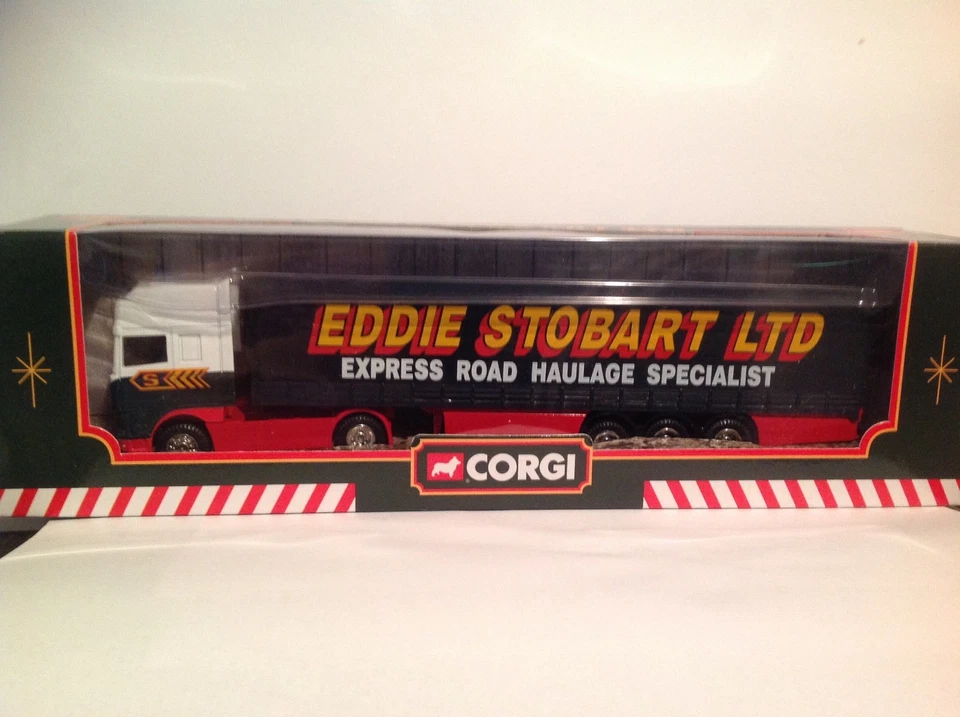 EDDIE STOBART LTD
EXPRESS ROAD HAULAGE SPECIALIST
S
CORGI